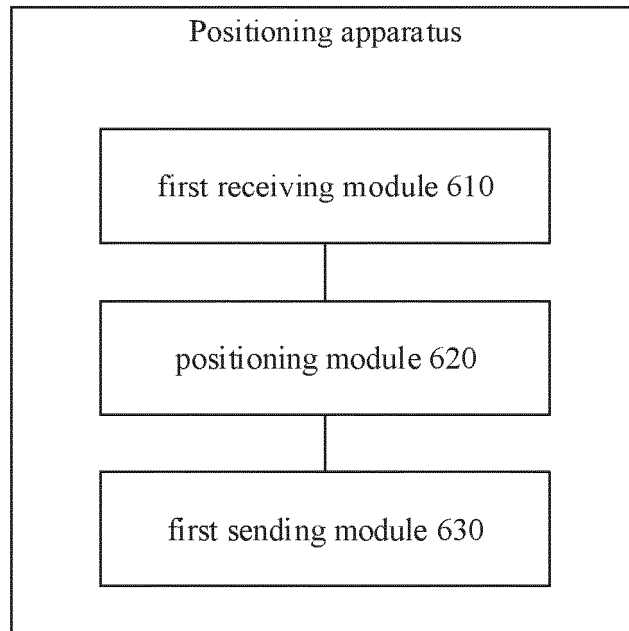 Positioning apparatus
first receiving module 610
positioning module 620
first sending module 630